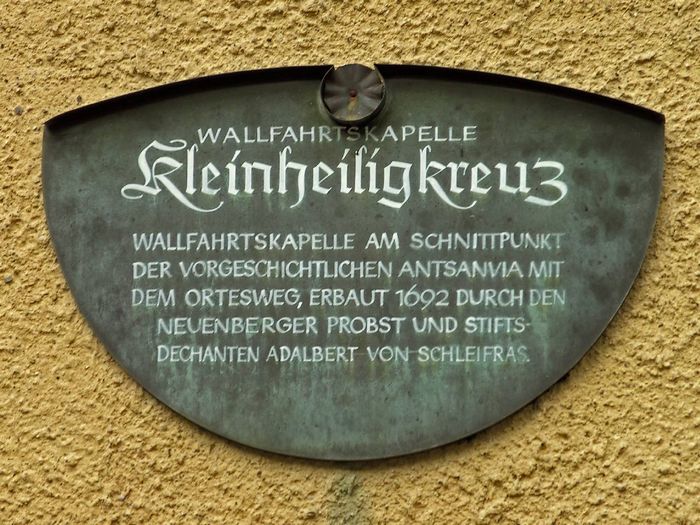 WALLFAHRTSKAPELLE
Kleinheiligkreuz
WALLFAHRTSKAPELLE AM SCHNITTPUNKT
DER VORGESCHICHTLICHEN ANTSANVIA MIT
DEM ORTESWEG, ERBAUT 1692 DURCH DEN
NEUENBERGER PROBST UND STIFTS-
DECHANTEN ADALBERT VON SCHLEIFRAS.